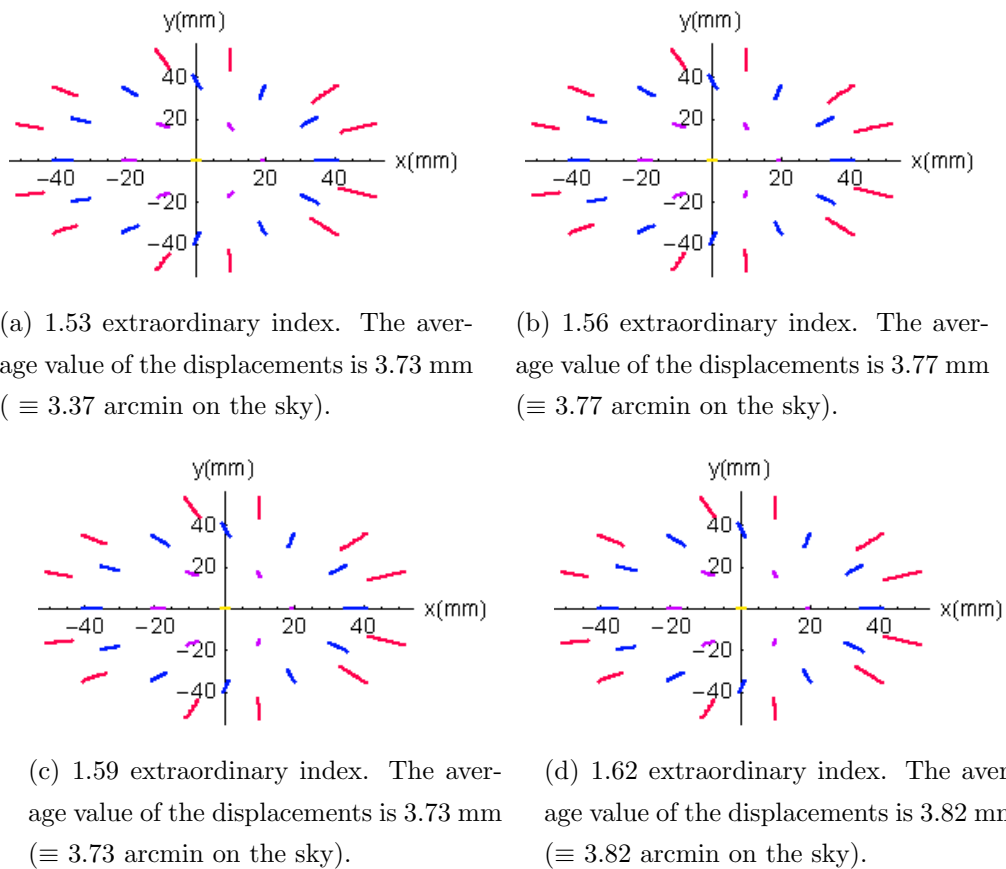 y(mm)
40
20
x(mm)
−40 −20 20 40
−20
−40
(a) 1.53 extraordinary index. The aver-
age value of the displacements is 3.73 mm
( ≡ 3.37 arcmin on the sky).
y(mm)
40
20
x(mm)
−40 −20 20 40
−20
−40
(b) 1.56 extraordinary index. The aver-
age value of the displacements is 3.77 mm
(≡ 3.77 arcmin on the sky).
y(mm)
40
20
x(mm)
−40 −20 20 40
−20
−40
(c) 1.59 extraordinary index. The aver-
age value of the displacements is 3.73 mm
(≡ 3.73 arcmin on the sky).
y(mm)
40
20
x(mm)
−40 −20 20 40
−20
−40
(d) 1.62 extraordinary index. The aver
age value of the displacements is 3.82 mm
(≡ 3.82 arcmin on the sky).